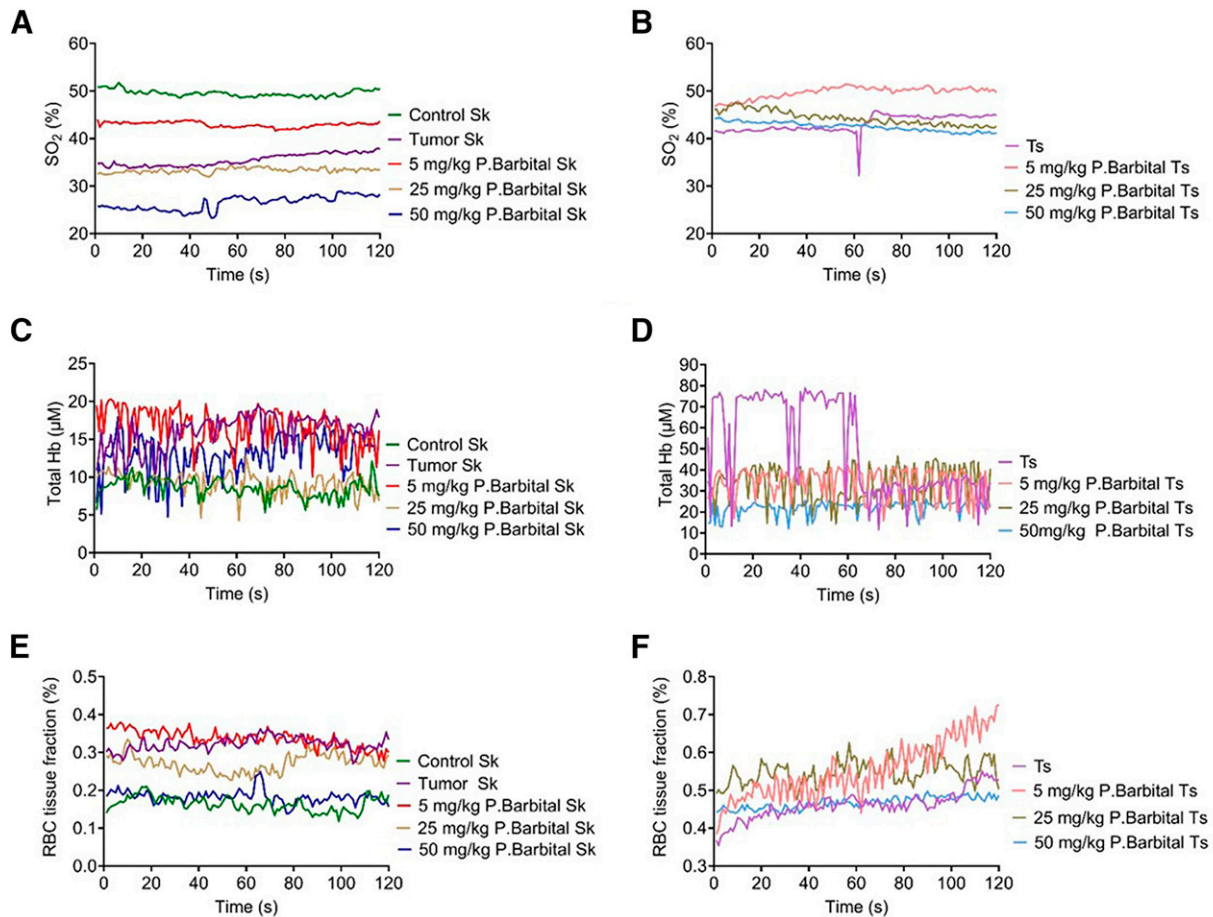 A
SO2 (%)
60
50
40
30
20
0 20 40 60 80 100 120
Time (s)
Control Sk
Tumor Sk
5 mg/kg P.Barbital Sk
25 mg/kg P.Barbital Sk
50 mg/kg P.Barbital Sk
B
SO2 (%)
60
50
40
30
20
0 20 40 60 80 100 120
Time (s)
Ts
5 mg/kg P.Barbital Ts
25 mg/kg P.Barbital Ts
50 mg/kg P.Barbital Ts
C
Total Hb (µM)
25
20
15
10
5
0
0 20 40 60 80 100 120
Time (s)
Control Sk
Tumor Sk
5 mg/kg P.Barbital Sk
25 mg/kg P.Barbital Sk
50 mg/kg P.Barbital Sk
D
Total Hb (µM)
90
80
70
60
50
40
30
20
10
0
0 20 40 60 80 100 120
Time (s)
Ts
5 mg/kg P.Barbital Ts
25 mg/kg P.Barbital Ts
50mg/kg P.Barbital Ts
E
RBC tissue fraction (%)
0.5
0.4
0.3
0.2
0.1
0.0
0 20 40 60 80 100 120
Time (s)
Control Sk
Tumor Sk
5 mg/kg P.Barbital Sk
25 mg/kg P.Barbital Sk
50 mg/kg P.Barbital Sk
F
RBC tissue fraction (%)
0.8
0.7
0.6
0.5
0.4
0.3
0 20 40 60 80 100 120
Time (s)
Ts
5 mg/kg P.Barbital Ts
25 mg/kg P.Barbital Ts
50 mg/kg P.Barbital Ts